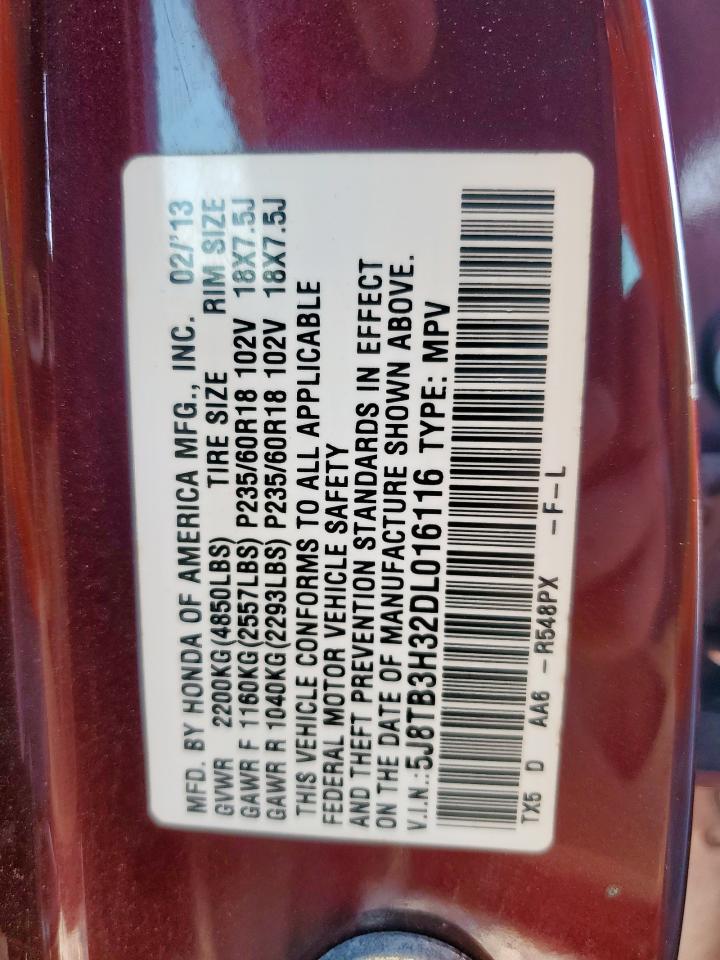 MFD. BY HONDA OF AMERICA MFG., INC. 02/'13
GVWR 2200KG(4850LBS) TIRE SIZE RIM SIZE
GAWR F 1160KG(2557LBS) P235/60R18 102V 18X7.5J
GAWR R 1040KG(2293LBS) P235/60R18 102V 18X7.5J
THIS VEHICLE CONFORMS TO ALL APPLICABLE
FEDERAL MOTOR VEHICLE SAFETY
AND THEFT PREVENTION STANDARDS IN EFFECT
ON THE DATE OF MANUFACTURE SHOWN ABOVE.
V.I.N.:5J8TB3H32DL016116 TYPE: MPV
TX5 D AA6 -R548PX -F-L